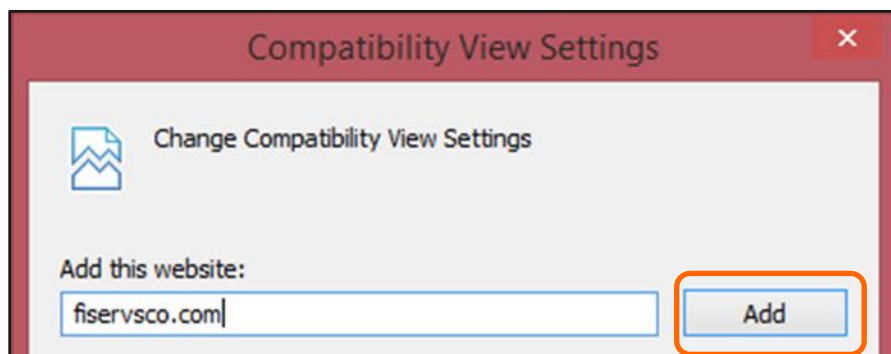 Compatibility View Settings
Change Compatibility View Settings
Add this website:
fiservsco.com
Add